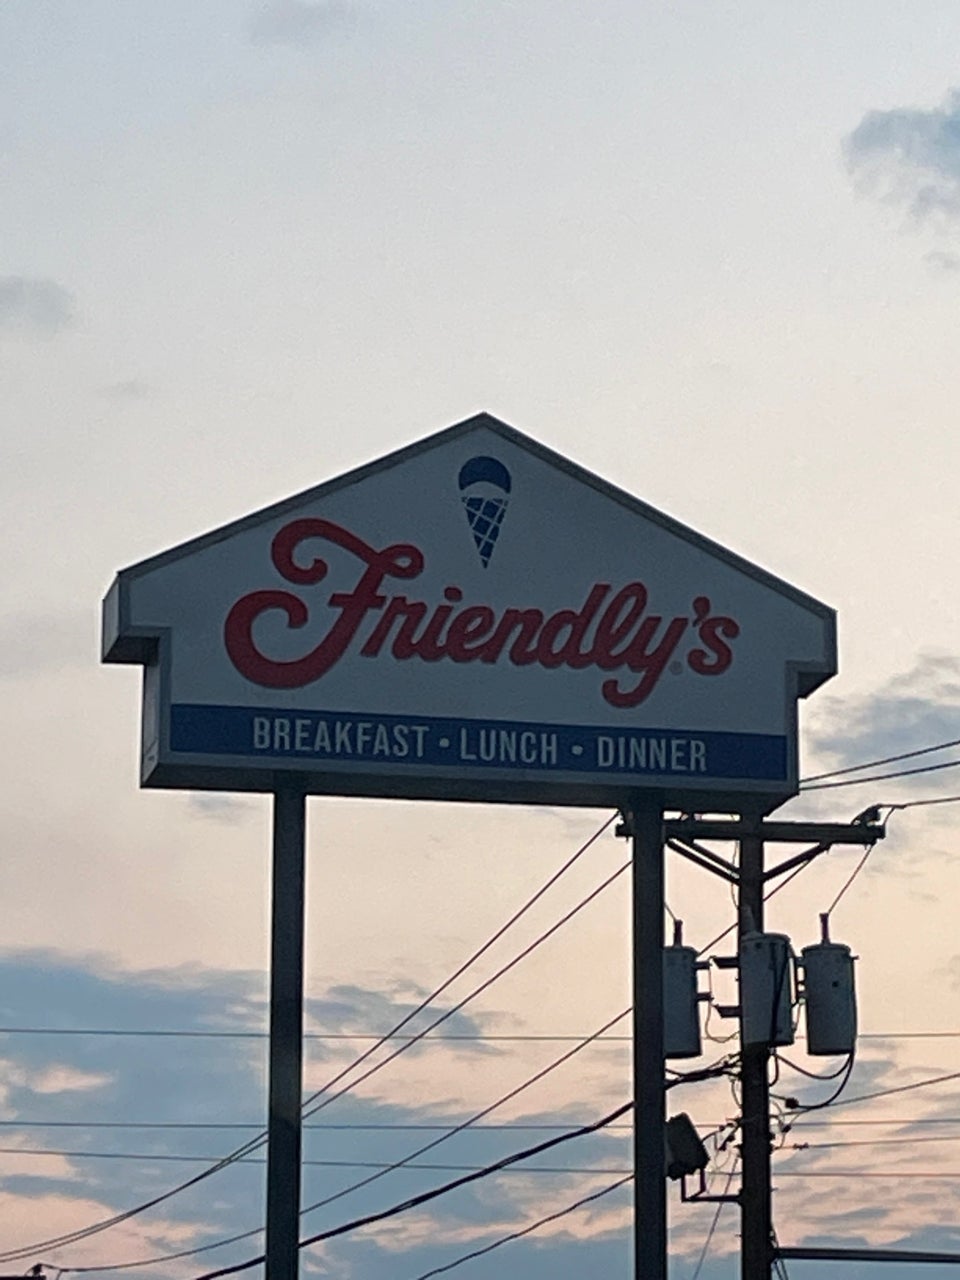 Friendly's
BREAKFAST • LUNCH • DINNER